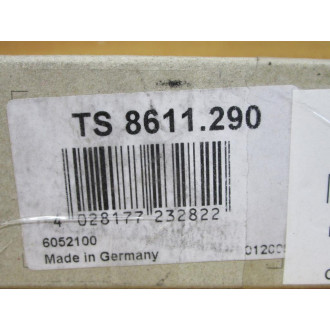 TS 8611.290
4 028177 232822
6052100
Made in Germany